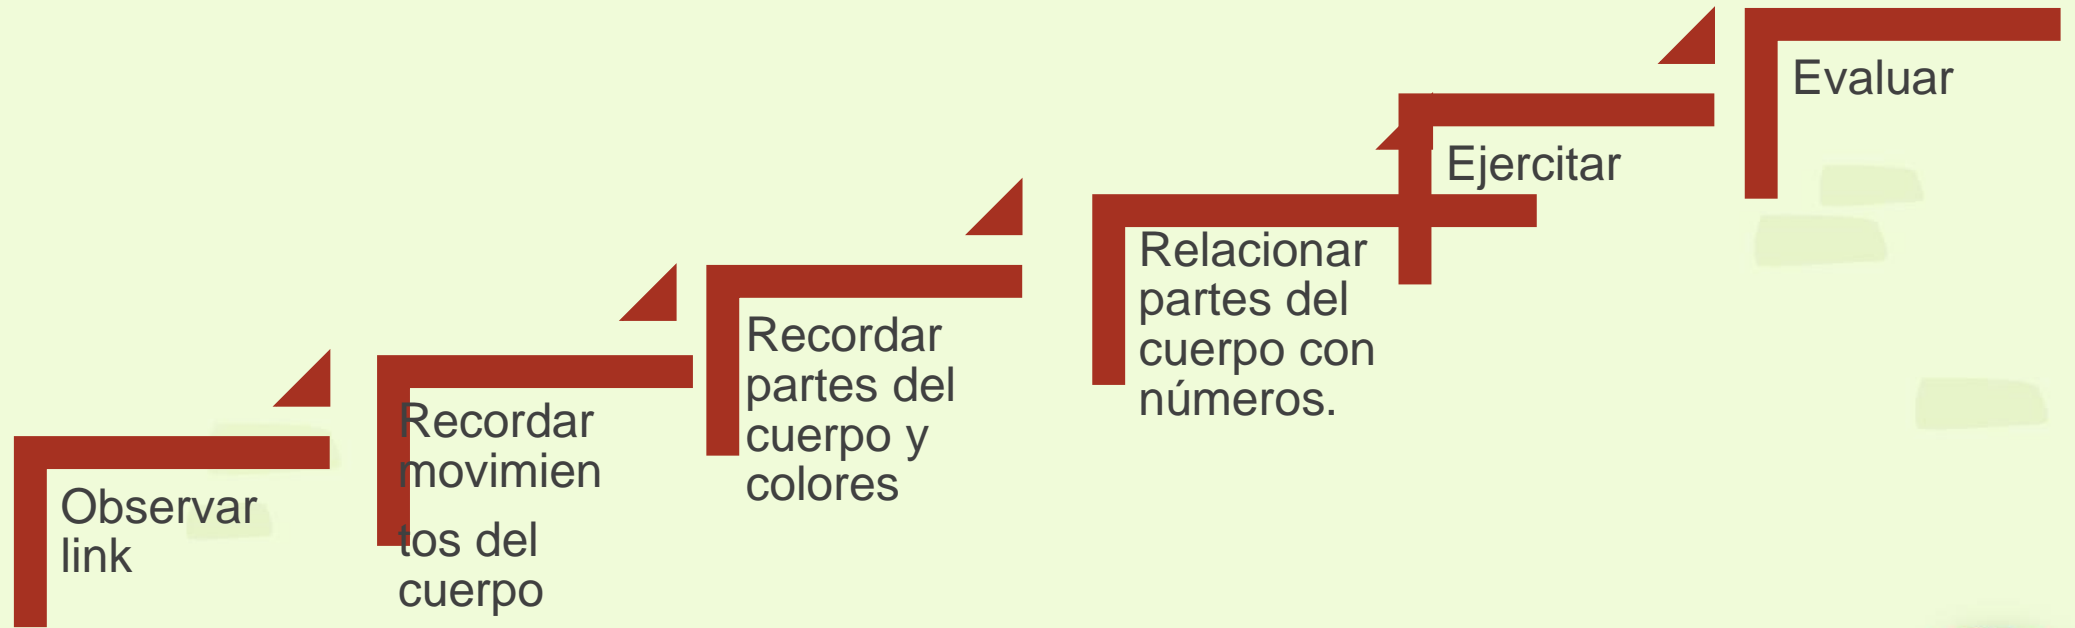 Observar
link
Recordar
movimien
tos del
cuerpo
Recordar
partes del
cuerpo y
colores
Relacionar
partes del
cuerpo con
números.
Ejercitar
Evaluar